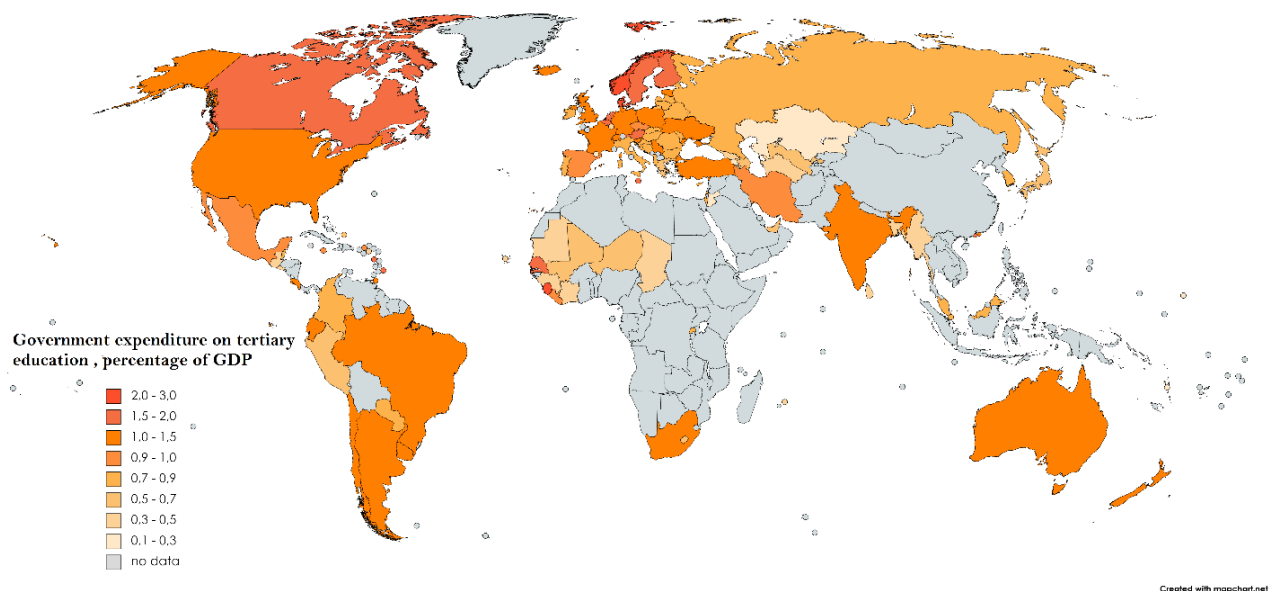 Government expenditure on tertiary
education , percentage of GDP
2.0 - 3.0
1.5 - 2.0
1.0 - 1.5
0.9 - 1.0
0.7 - 0.9
0.5 - 0.7
0.3 - 0.5
0.1 - 0.3
no data
Created with mapchart.net